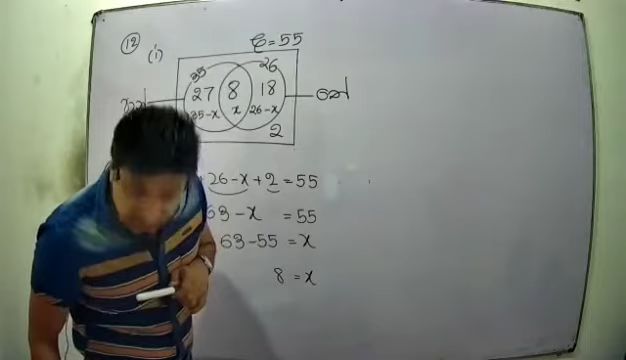 12
(i)
ℰ = 55
35 26
27 8 18
35-x x 26-x
2
26-x+2 = 55
63-x = 55
63-55 = x
8 = x